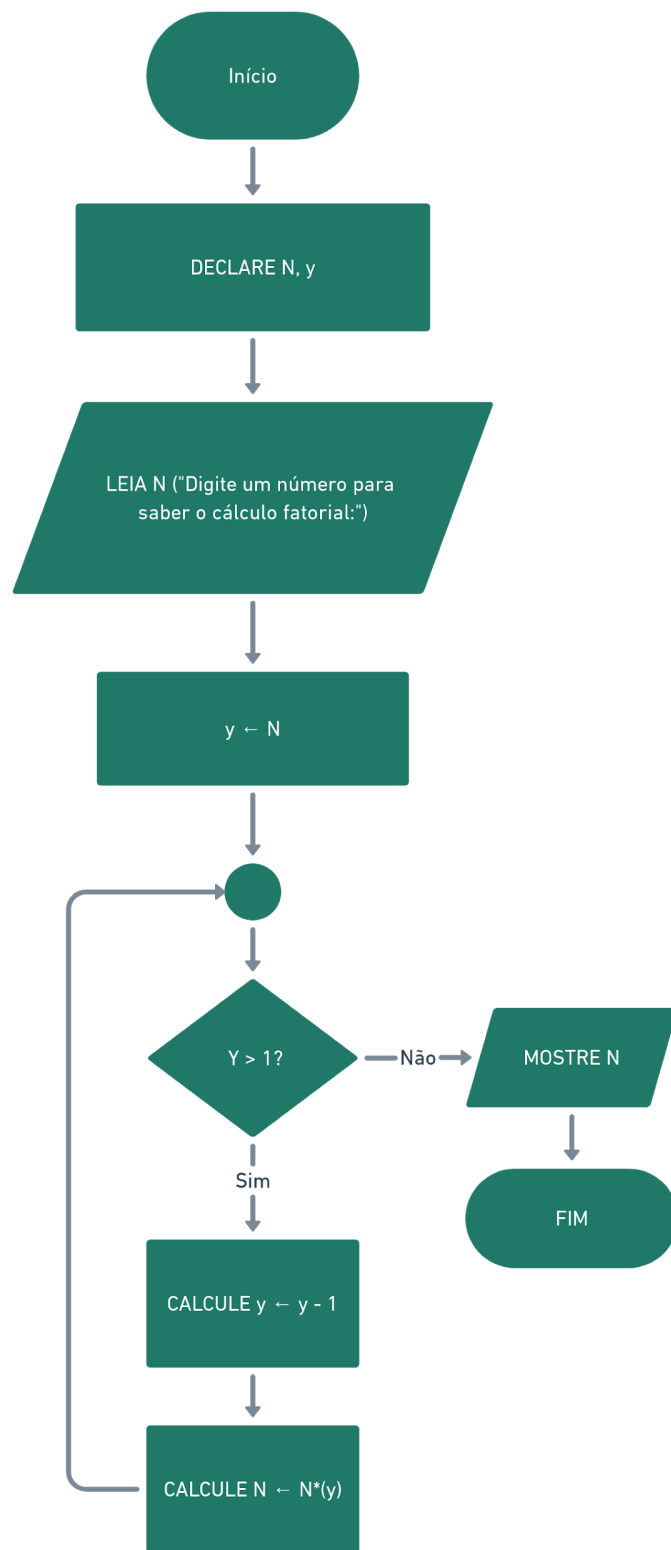 Início
DECLARE N, y
LEIA N ("Digite um número para
saber o cálculo fatorial:")
y ← N
Y > 1?
Não
MOSTRE N
Sim
FIM
CALCULE y ← y - 1
CALCULE N ← N*(y)